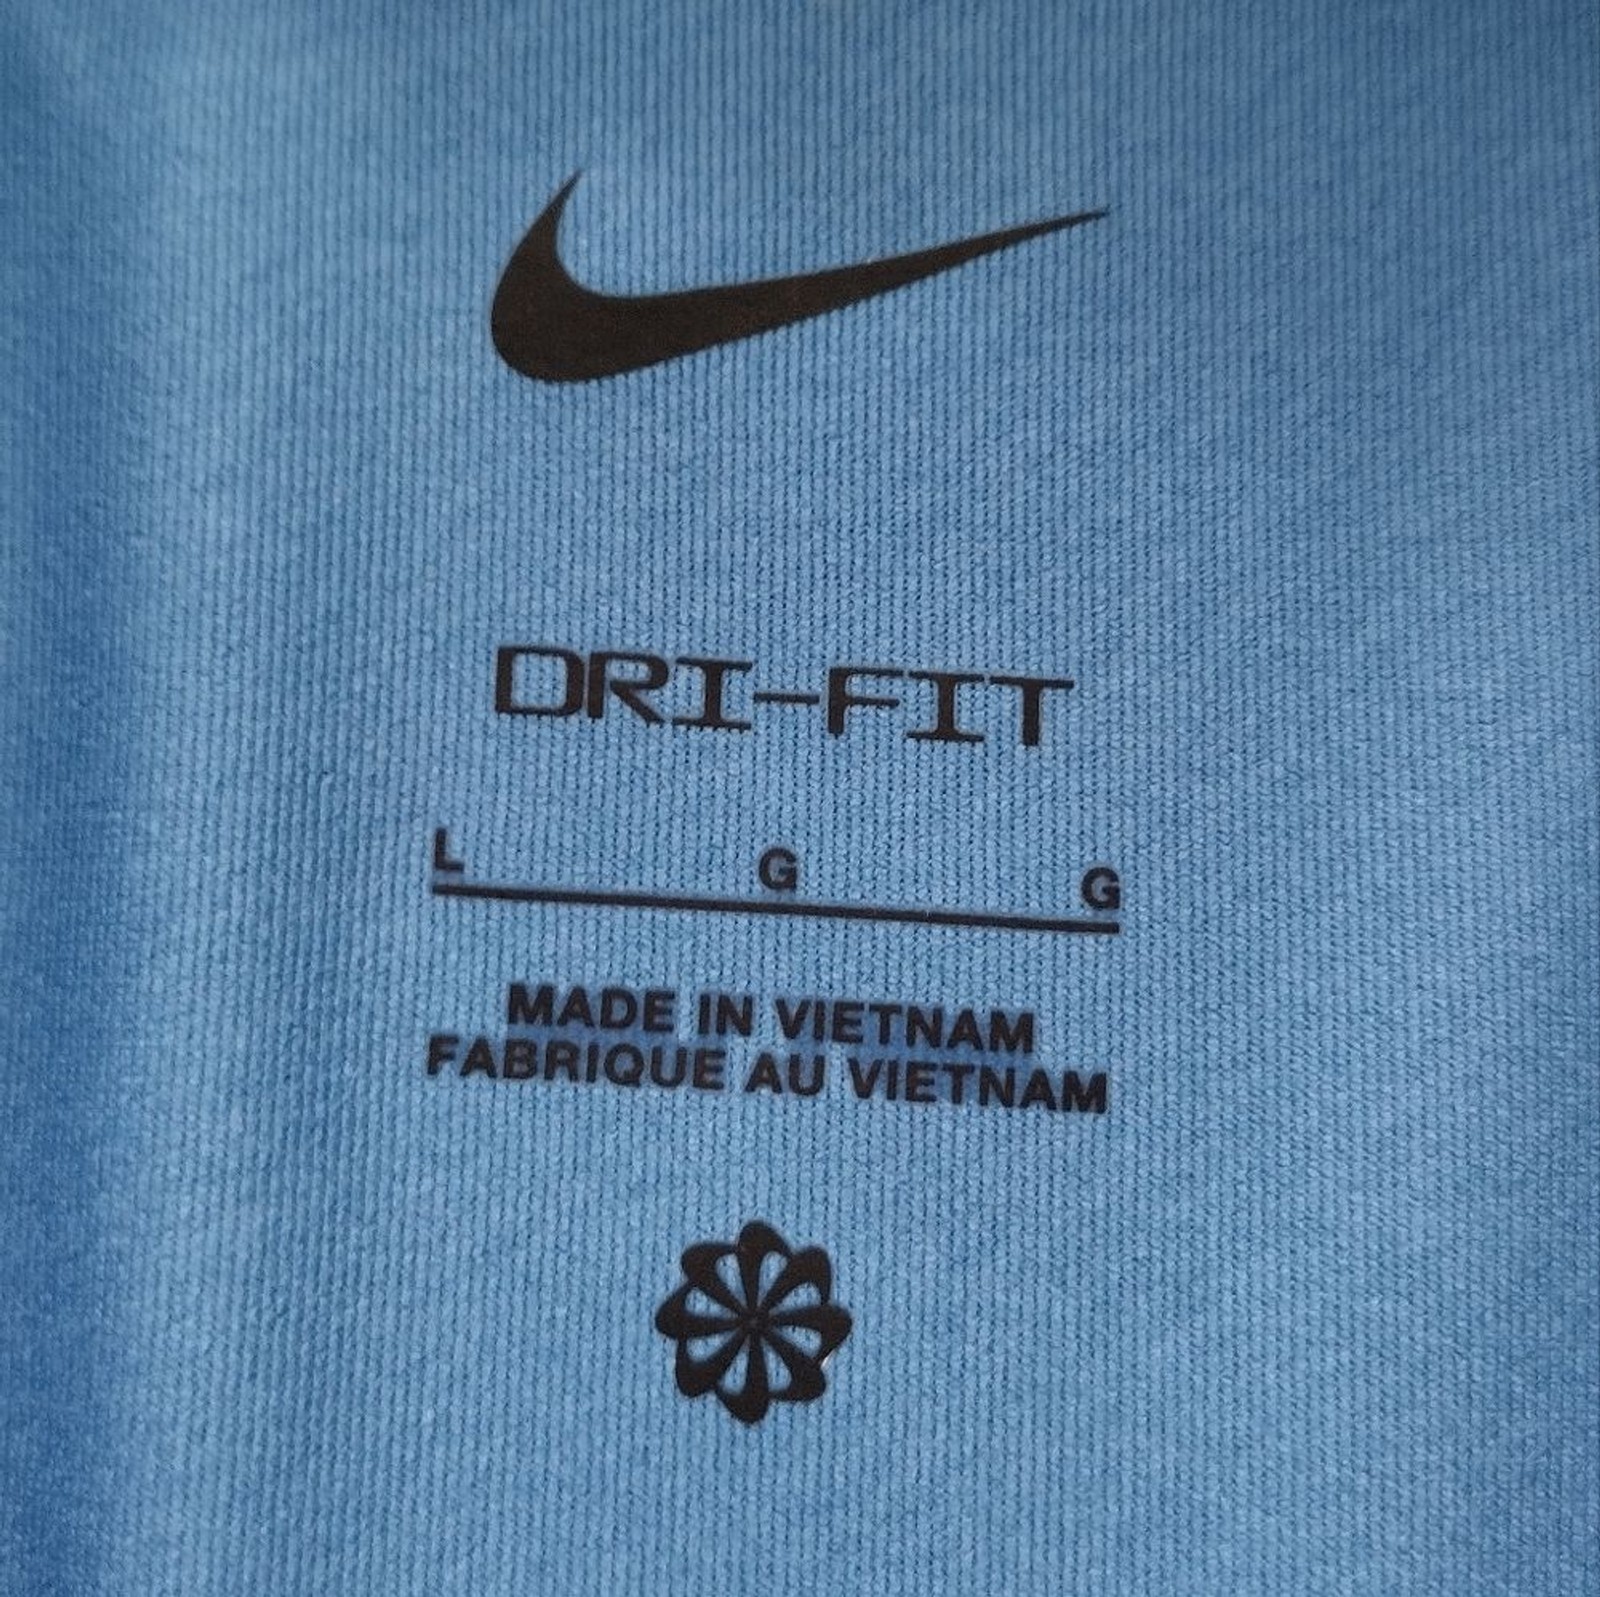 DRI-FIT
L G G
MADE IN VIETNAM
FABRIQUE AU VIETNAM